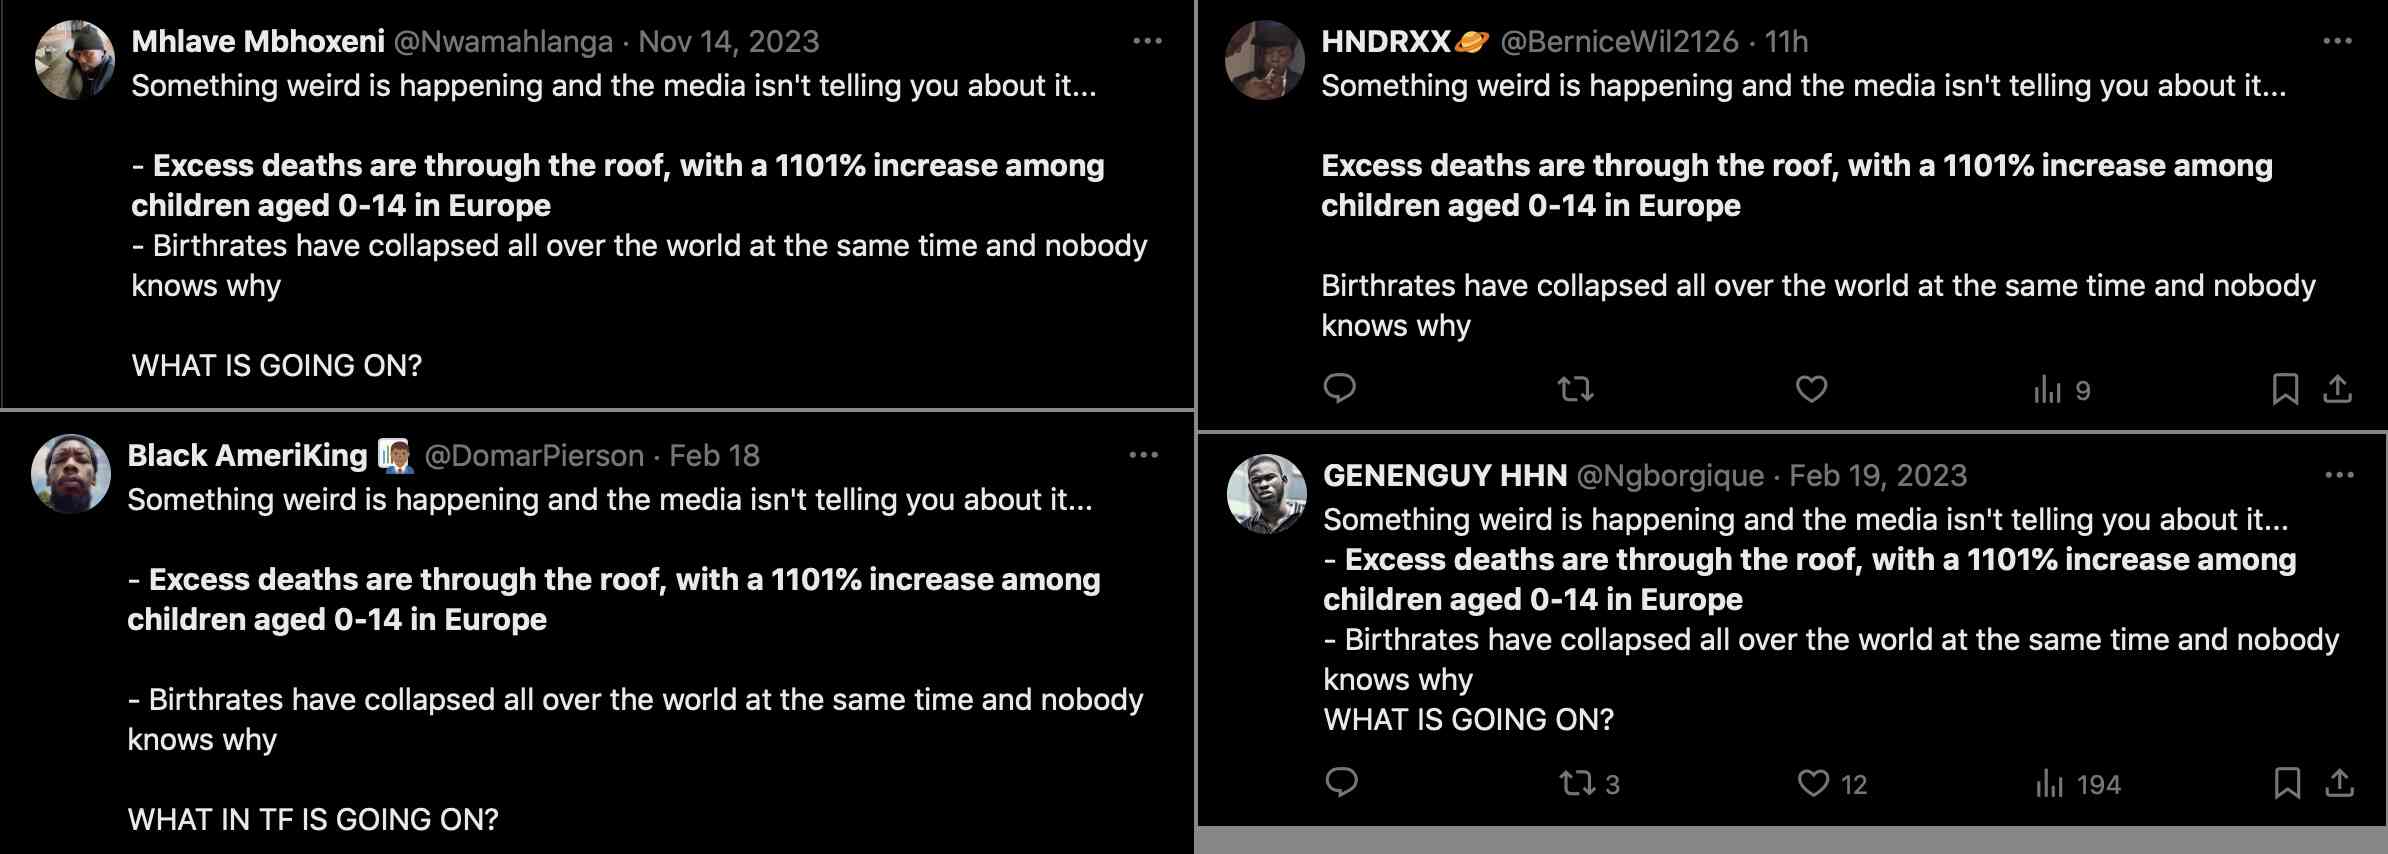 Mhlave Mbhoxeni @Nwamahlanga · Nov 14, 2023
Something weird is happening and the media isn't telling you about it...
- Excess deaths are through the roof, with a 1101% increase among
children aged 0-14 in Europe
- Birthrates have collapsed all over the world at the same time and nobody
knows why
WHAT IS GOING ON?
HNDRXX🪐 @BerniceWil2126 · 11h
Something weird is happening and the media isn't telling you about it...
Excess deaths are through the roof, with a 1101% increase among
children aged 0-14 in Europe
Birthrates have collapsed all over the world at the same time and nobody
knows why
9
Black AmeriKing 👨🏾‍💼 @DomarPierson · Feb 18
Something weird is happening and the media isn't telling you about it...
- Excess deaths are through the roof, with a 1101% increase among
children aged 0-14 in Europe
- Birthrates have collapsed all over the world at the same time and nobody
knows why
WHAT IN TF IS GOING ON?
GENENGUY HHN @Ngborgique · Feb 19, 2023
Something weird is happening and the media isn't telling you about it...
- Excess deaths are through the roof, with a 1101% increase among
children aged 0-14 in Europe
- Birthrates have collapsed all over the world at the same time and nobody
knows why
WHAT IS GOING ON?
3 12 194